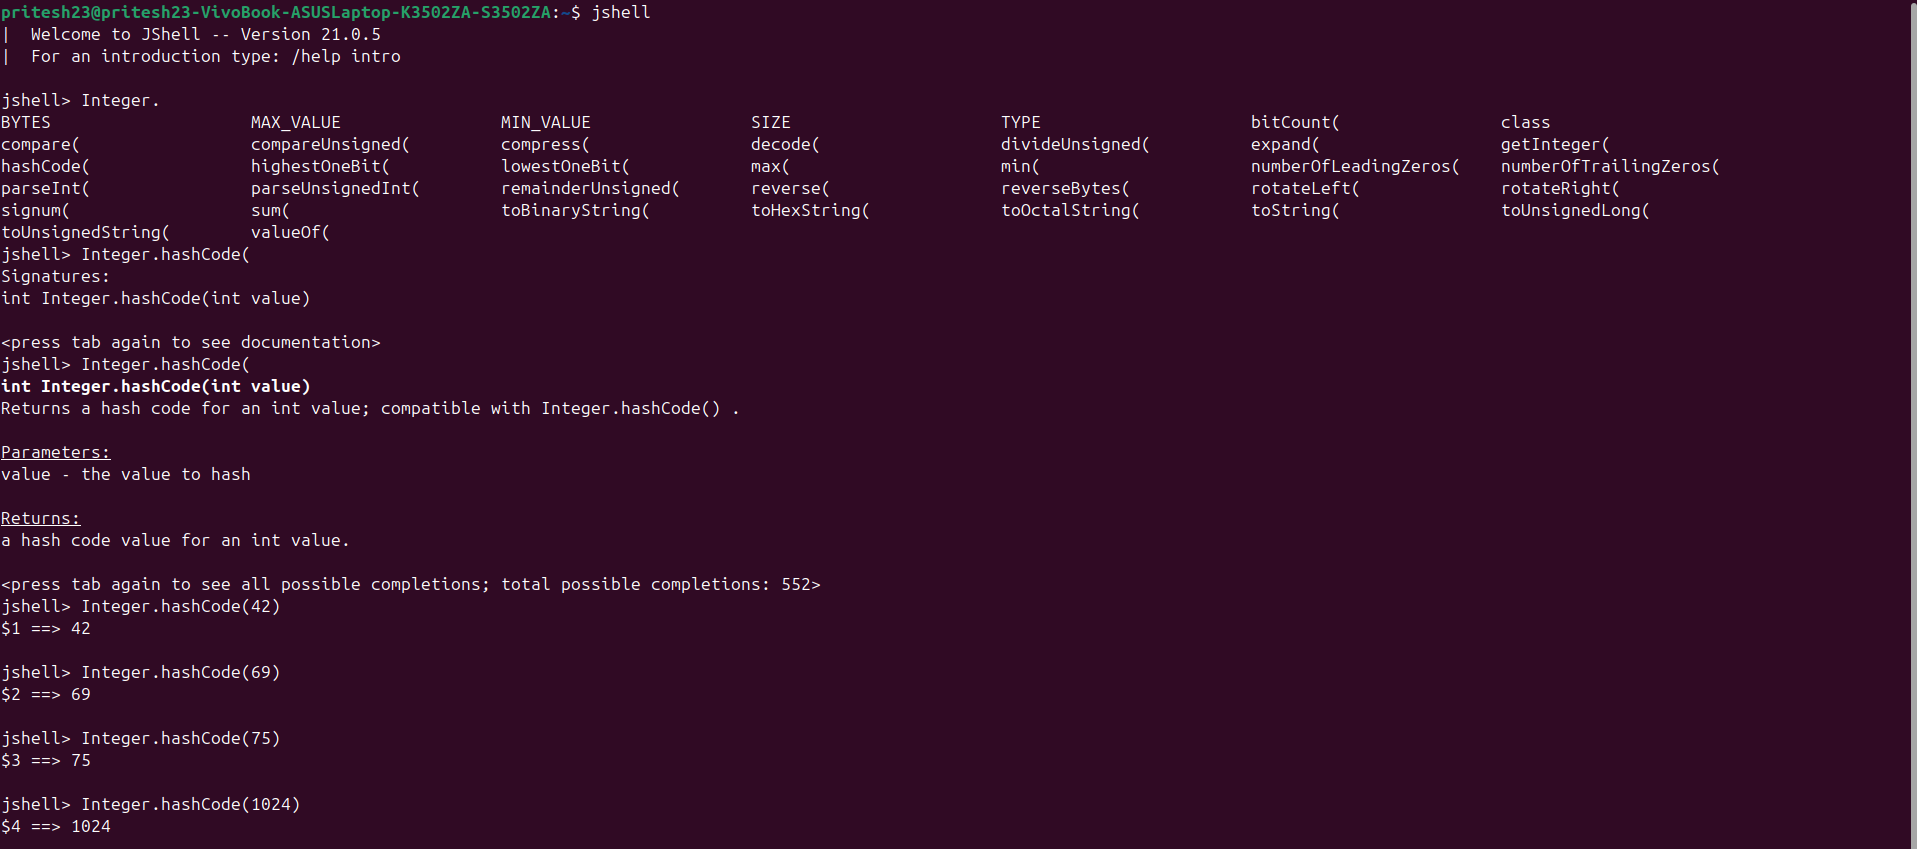 pritesh23@pritesh23-VivoBook-ASUSLaptop-K3502ZA-S3502ZA:~$ jshell
|  Welcome to JShell -- Version 21.0.5
|  For an introduction type: /help intro
jshell> Integer.
BYTES MAX_VALUE MIN_VALUE SIZE TYPE bitCount( class
compare( compareUnsigned( compress( decode( divideUnsigned( expand( getInteger(
hashCode( highestOneBit( lowestOneBit( max( min( numberOfLeadingZeros( numberOfTrailingZeros(
parseInt( parseUnsignedInt( remainderUnsigned( reverse( reverseBytes( rotateLeft( rotateRight(
signum( sum( toBinaryString( toHexString( toOctalString( toString( toUnsignedLong(
toUnsignedString( valueOf(
jshell> Integer.hashCode(
Signatures:
int Integer.hashCode(int value)
<press tab again to see documentation>
jshell> Integer.hashCode(
int Integer.hashCode(int value)
Returns a hash code for an int value; compatible with Integer.hashCode() .
Parameters:
value - the value to hash
Returns:
a hash code value for an int value.
<press tab again to see all possible completions; total possible completions: 552>
jshell> Integer.hashCode(42)
$1 ==> 42
jshell> Integer.hashCode(69)
$2 ==> 69
jshell> Integer.hashCode(75)
$3 ==> 75
jshell> Integer.hashCode(1024)
$4 ==> 1024